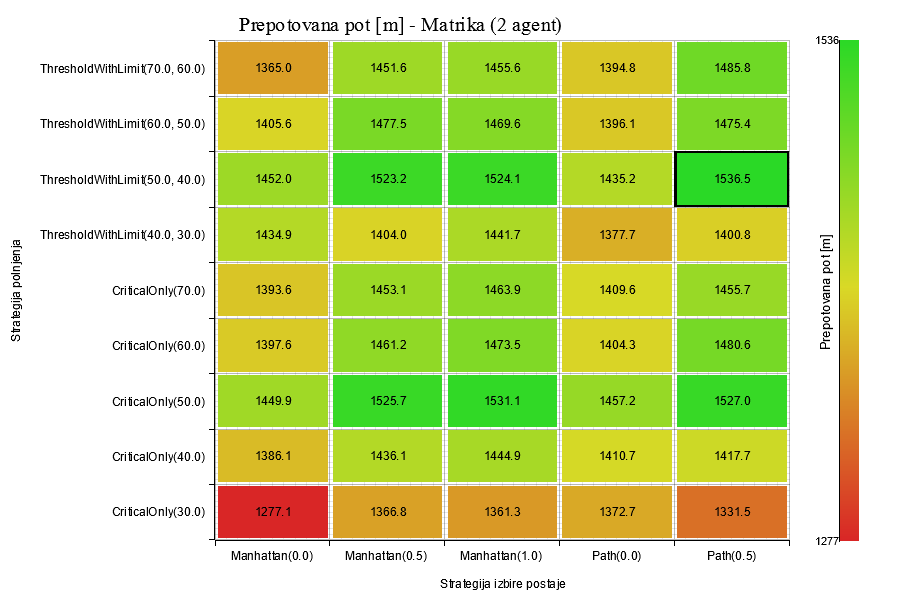 Prepotovana pot [m] - Matrika (2 agent)
ThresholdWithLimit(70.0, 60.0) 1365.0 1451.6 1455.6 1394.8 1485.8
ThresholdWithLimit(60.0, 50.0) 1405.6 1477.5 1469.6 1396.1 1475.4
ThresholdWithLimit(50.0, 40.0) 1452.0 1523.2 1524.1 1435.2 1536.5
ThresholdWithLimit(40.0, 30.0) 1434.9 1404.0 1441.7 1377.7 1400.8
CriticalOnly(70.0) 1393.6 1453.1 1463.9 1409.6 1455.7
CriticalOnly(60.0) 1397.6 1461.2 1473.5 1404.3 1480.6
CriticalOnly(50.0) 1449.9 1525.7 1531.1 1457.2 1527.0
CriticalOnly(40.0) 1386.1 1436.1 1444.9 1410.7 1417.7
CriticalOnly(30.0) 1277.1 1366.8 1361.3 1372.7 1331.5
Manhattan(0.0) Manhattan(0.5) Manhattan(1.0) Path(0.0) Path(0.5)
Strategija izbire postaje
Strategija polnjenja
1536
Prepotovana pot [m]
1277